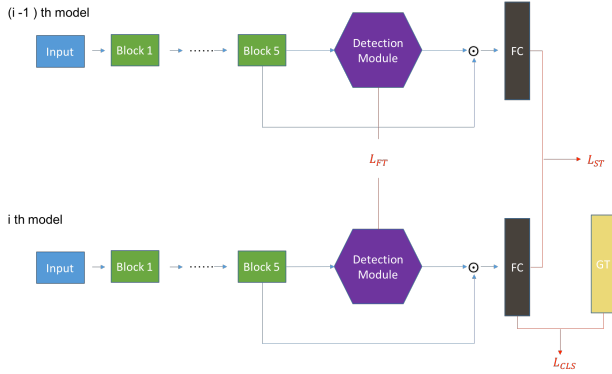 (i -1 ) th model
Input
Block 1
......
Block 5
Detection
Module
⊙
FC
L_FT
L_ST
i th model
Input
Block 1
......
Block 5
Detection
Module
⊙
FC
GT
L_CLS